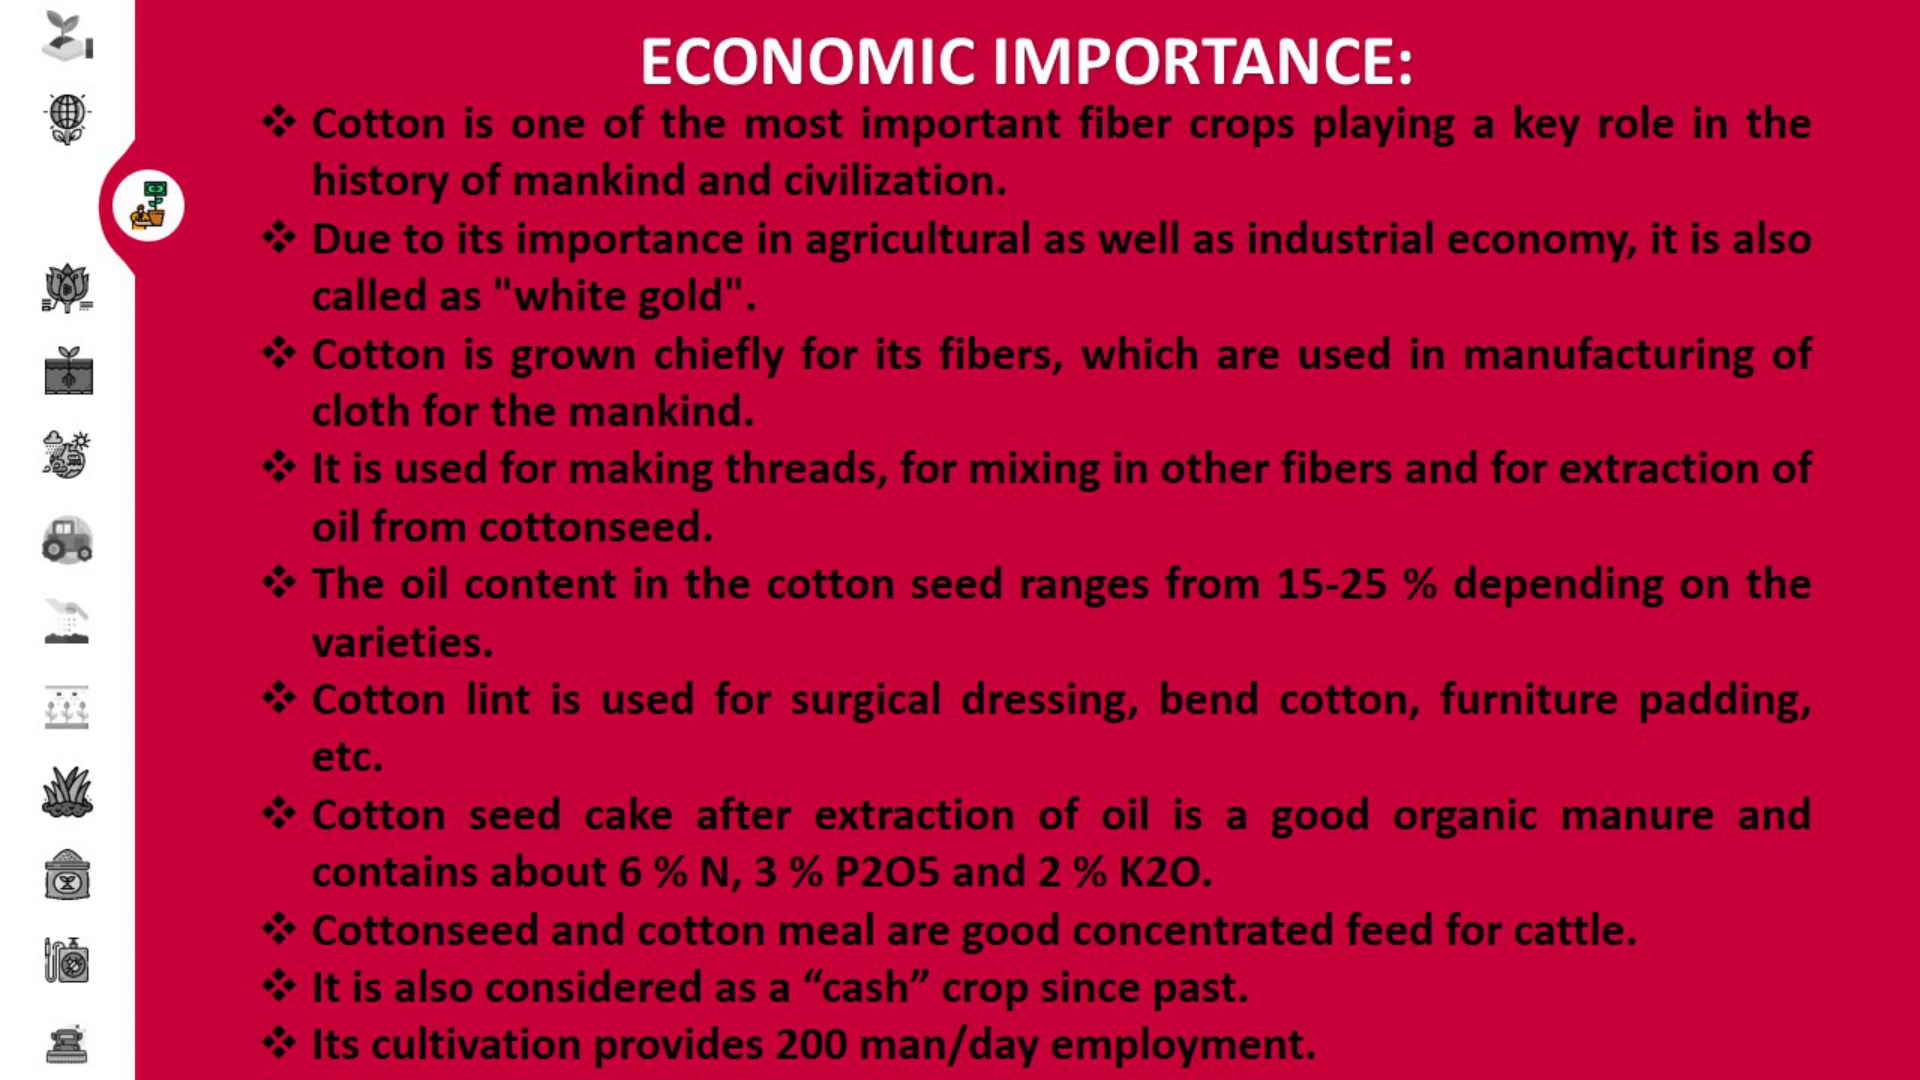 ECONOMIC IMPORTANCE:
❖ Cotton is one of the most important fiber crops playing a key role in the
history of mankind and civilization.
❖ Due to its importance in agricultural as well as industrial economy, it is also
called as "white gold".
❖ Cotton is grown chiefly for its fibers, which are used in manufacturing of
cloth for the mankind.
❖ It is used for making threads, for mixing in other fibers and for extraction of
oil from cottonseed.
❖ The oil content in the cotton seed ranges from 15-25 % depending on the
varieties.
❖ Cotton lint is used for surgical dressing, bend cotton, furniture padding,
etc.
❖ Cotton seed cake after extraction of oil is a good organic manure and
contains about 6 % N, 3 % P2O5 and 2 % K2O.
❖ Cottonseed and cotton meal are good concentrated feed for cattle.
❖ It is also considered as a “cash” crop since past.
❖ Its cultivation provides 200 man/day employment.